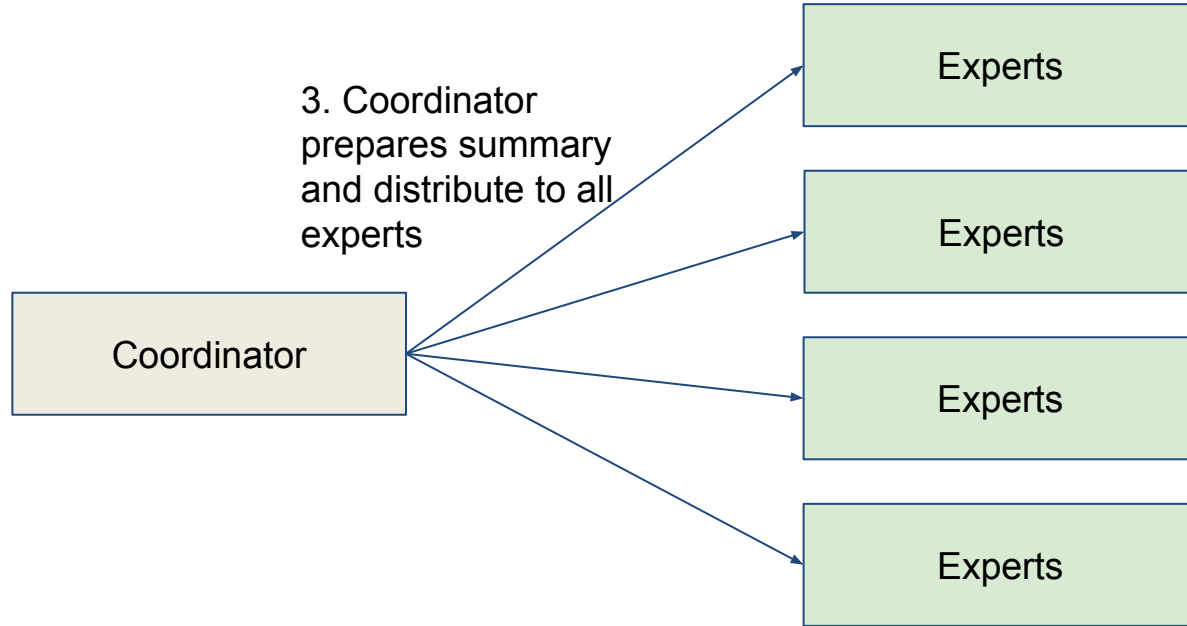 Experts
3. Coordinator
prepares summary
and distribute to all
experts
Experts
Coordinator
Experts
Experts